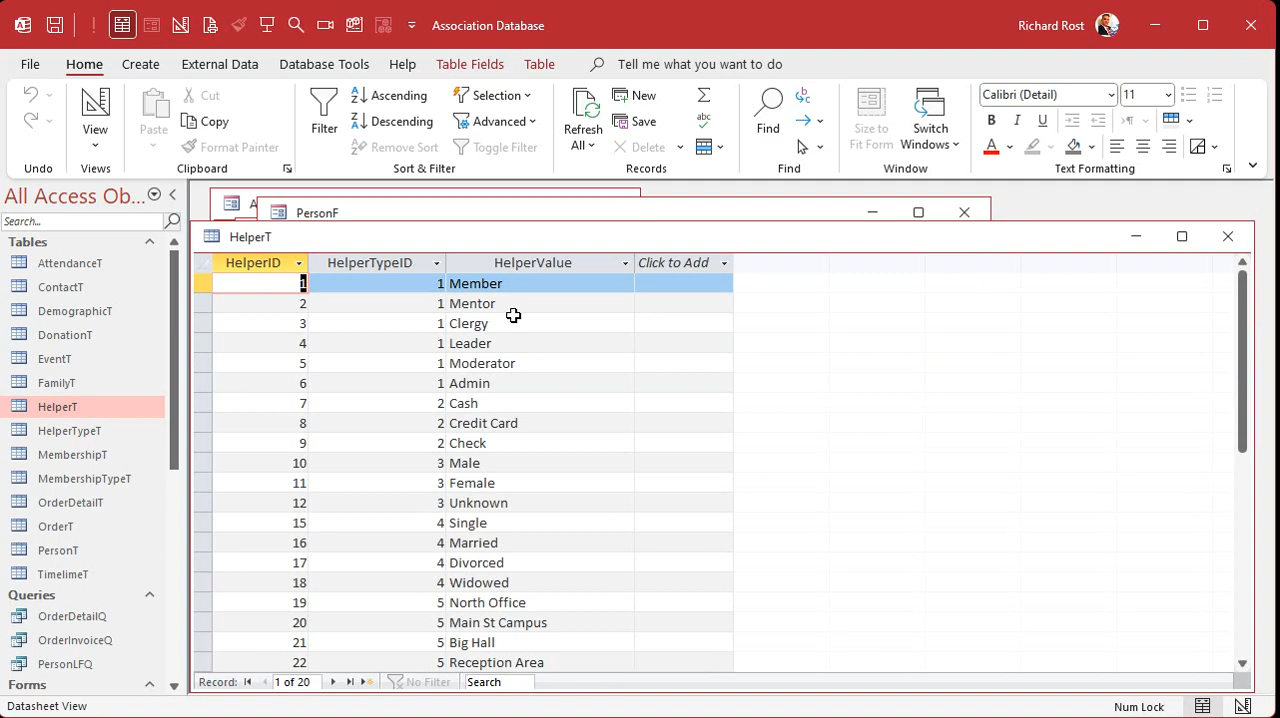 Association Database
Richard Rost
File Home Create External Data Database Tools Help Table Fields Table Tell me what you want to do
Undo
View
Views
Paste
Cut
Copy
Format Painter
Clipboard
Filter
Ascending
Descending
Remove Sort
Selection
Advanced
Toggle Filter
Sort & Filter
Refresh
All
New
Save
Delete
Records
Find
Find
Size to
Fit Form
Switch
Windows
Window
Calibri (Detail) 11
B I U
A
Text Formatting
All Access Ob...
Search...
Tables
AttendanceT
ContactT
DemographicT
DonationT
EventT
FamilyT
HelperT
HelperTypeT
MembershipT
MembershipTypeT
OrderDetailT
OrderT
PersonT
TimelimeT
Queries
OrderDetailQ
OrderInvoiceQ
PersonLFQ
Forms
A
PersonF
HelperT
HelperID HelperTypeID HelperValue Click to Add
1 1 Member
2 1 Mentor
3 1 Clergy
4 1 Leader
5 1 Moderator
6 1 Admin
7 2 Cash
8 2 Credit Card
9 2 Check
10 3 Male
11 3 Female
12 3 Unknown
15 4 Single
16 4 Married
17 4 Divorced
18 4 Widowed
19 5 North Office
20 5 Main St Campus
21 5 Big Hall
22 5 Reception Area
Record: 1 of 20 No Filter Search
Datasheet View
Num Lock